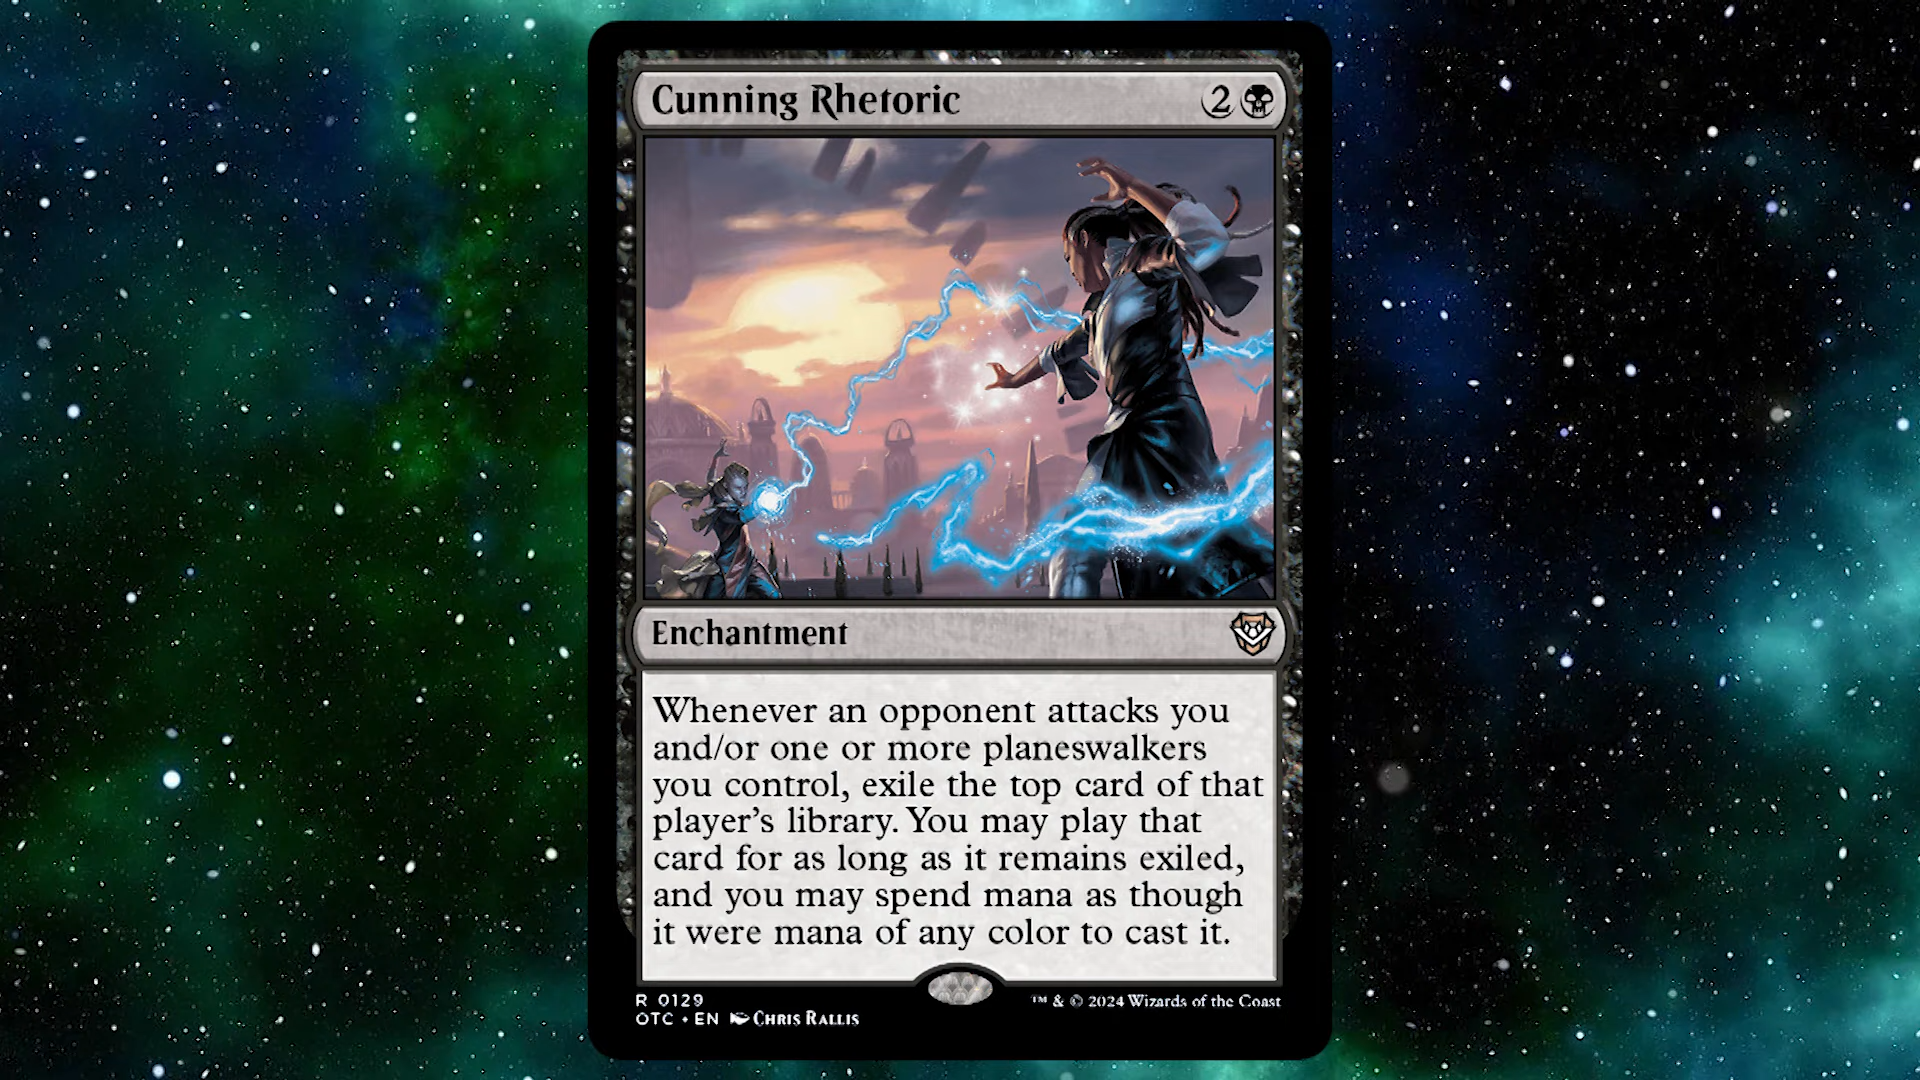 Cunning Rhetoric 2
Enchantment
Whenever an opponent attacks you
and/or one or more planeswalkers
you control, exile the top card of that
player’s library. You may play that
card for as long as it remains exiled,
and you may spend mana as though
it were mana of any color to cast it.
R 0129
™ & © 2024 Wizards of the Coast
OTC • EN Chris Rallis